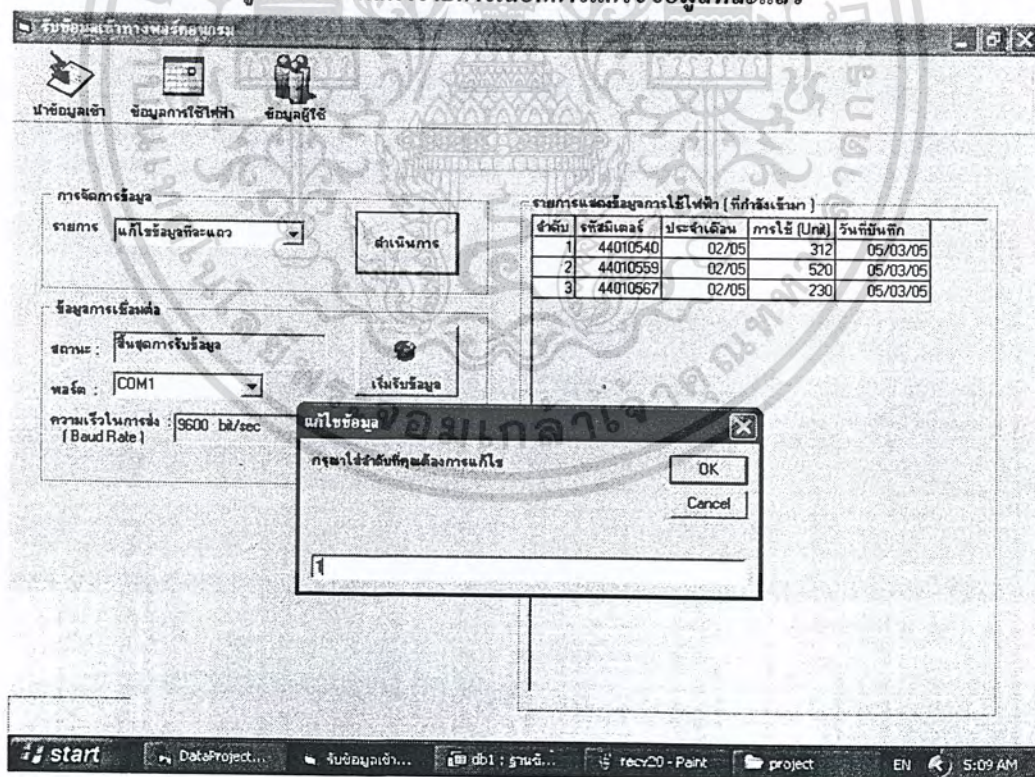 รับข้อมูลเข้าทางพอร์ตอนุกรม
นำข้อมูลเข้า ข้อมูลการใช้ไฟฟ้า ข้อมูลผู้ใช้
การจัดการข้อมูล
รายการ แก้ไขข้อมูลทีละแถว ดำเนินการ
ข้อมูลการเชื่อมต่อ
สถานะ : สิ้นสุดการรับข้อมูล
พอร์ต : COM1 เริ่มรับข้อมูล
ความเร็วในการส่ง : 9600 bit/sec
( Baud Rate )
รายการแสดงข้อมูลการใช้ไฟฟ้า ( ที่กำลังเข้ามา )
ลำดับ รหัสมิเตอร์ ประจำเดือน การใช้ (Unit) วันที่บันทึก
1 44010540 02/05 312 05/03/05
2 44010559 02/05 520 05/03/05
3 44010567 02/05 230 05/03/05
แก้ไขข้อมูล
กรุณาใส่ลำดับที่คุณต้องการแก้ไข
OK
Cancel
1
start DataProject... รับข้อมูลเข้า... db1 : ฐานข้... recv20 - Paint project EN 5:09 AM